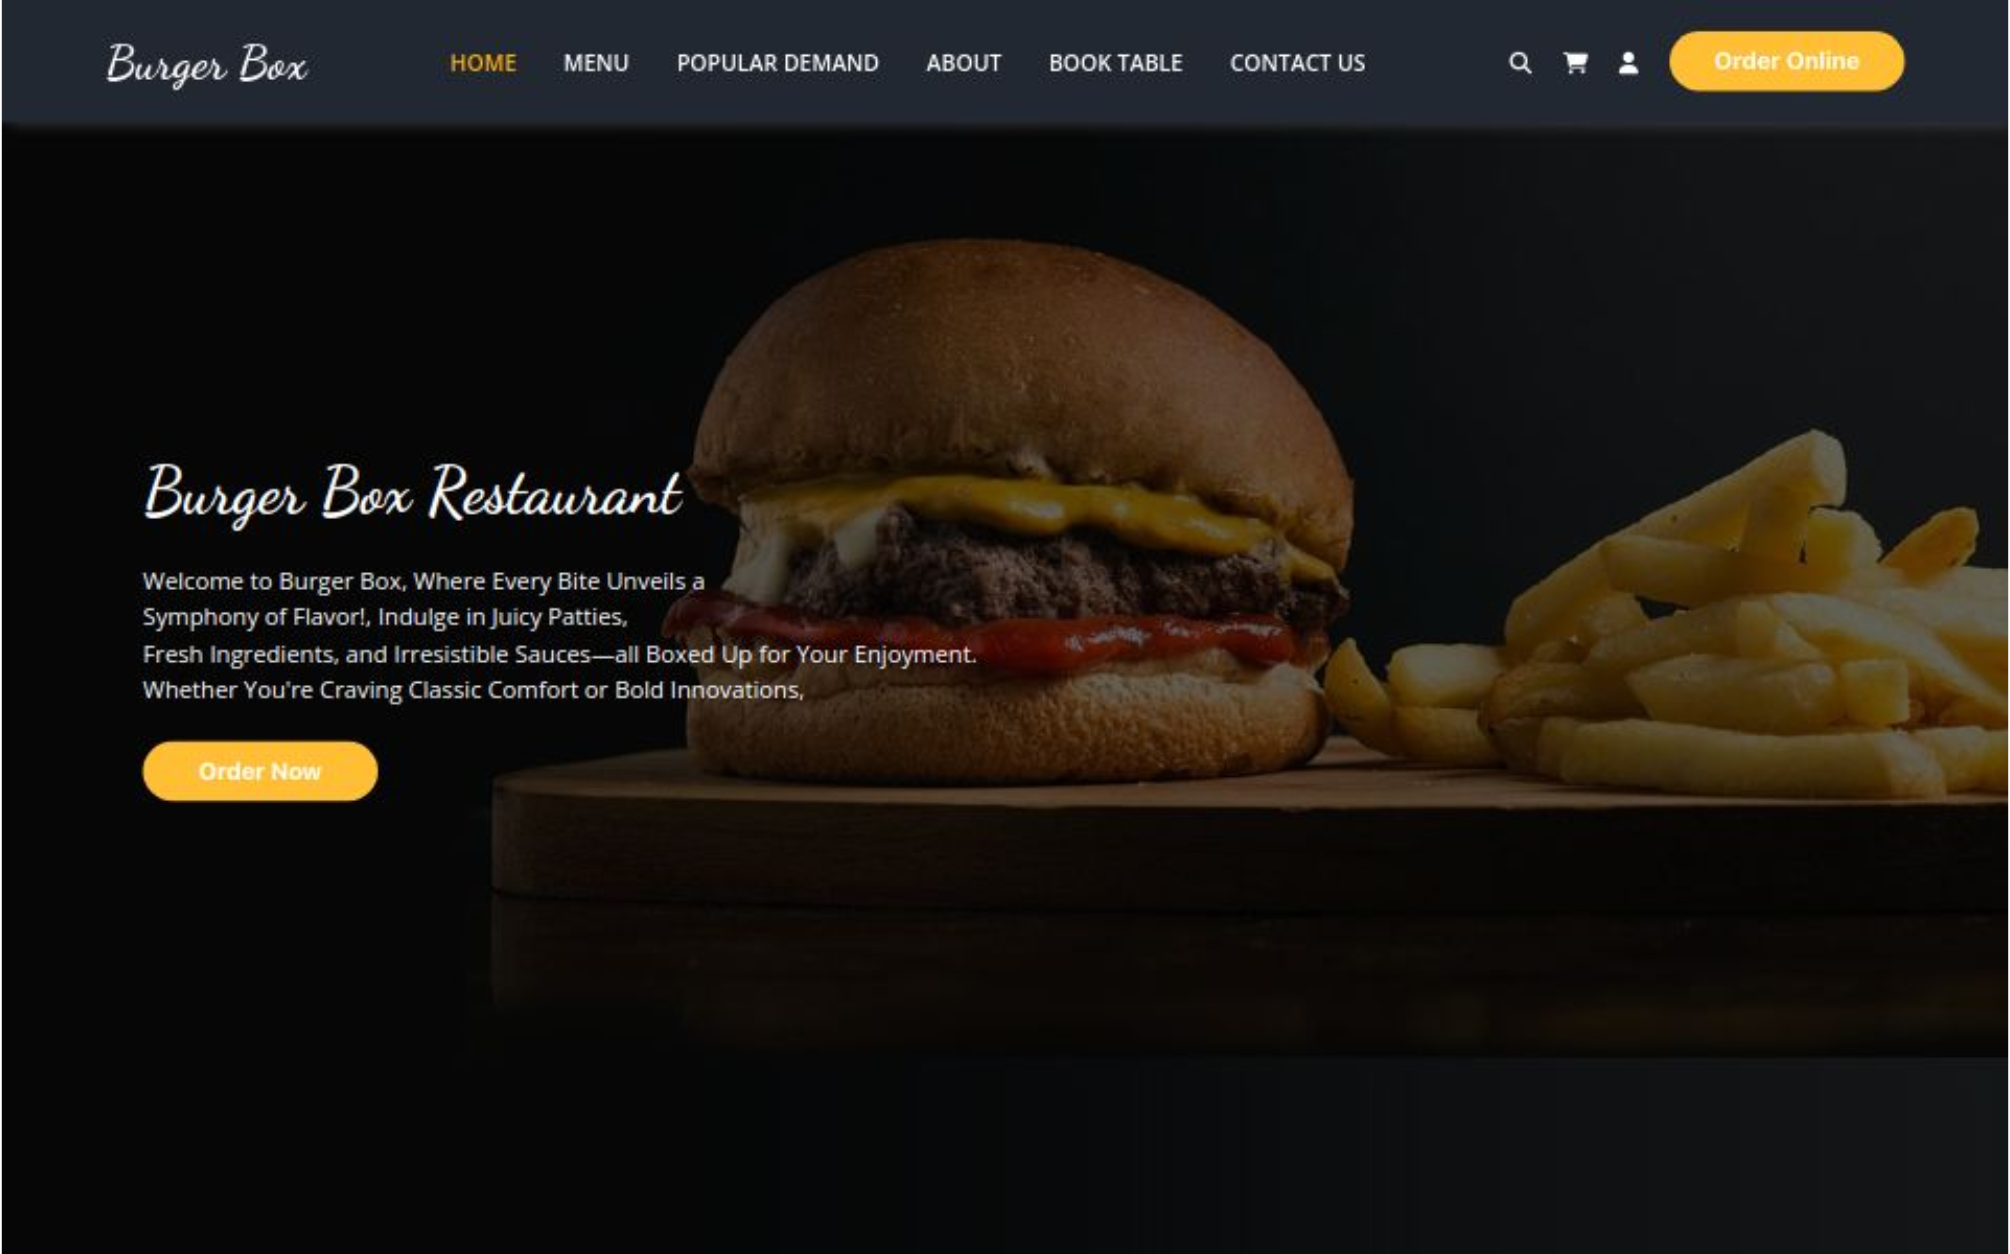 Burger Box
HOME MENU POPULAR DEMAND ABOUT BOOK TABLE CONTACT US
Order Online
Burger Box Restaurant
Welcome to Burger Box, Where Every Bite Unveils a
Symphony of Flavor!, Indulge in Juicy Patties,
Fresh Ingredients, and Irresistible Sauces—all Boxed Up for Your Enjoyment.
Whether You're Craving Classic Comfort or Bold Innovations,
Order Now